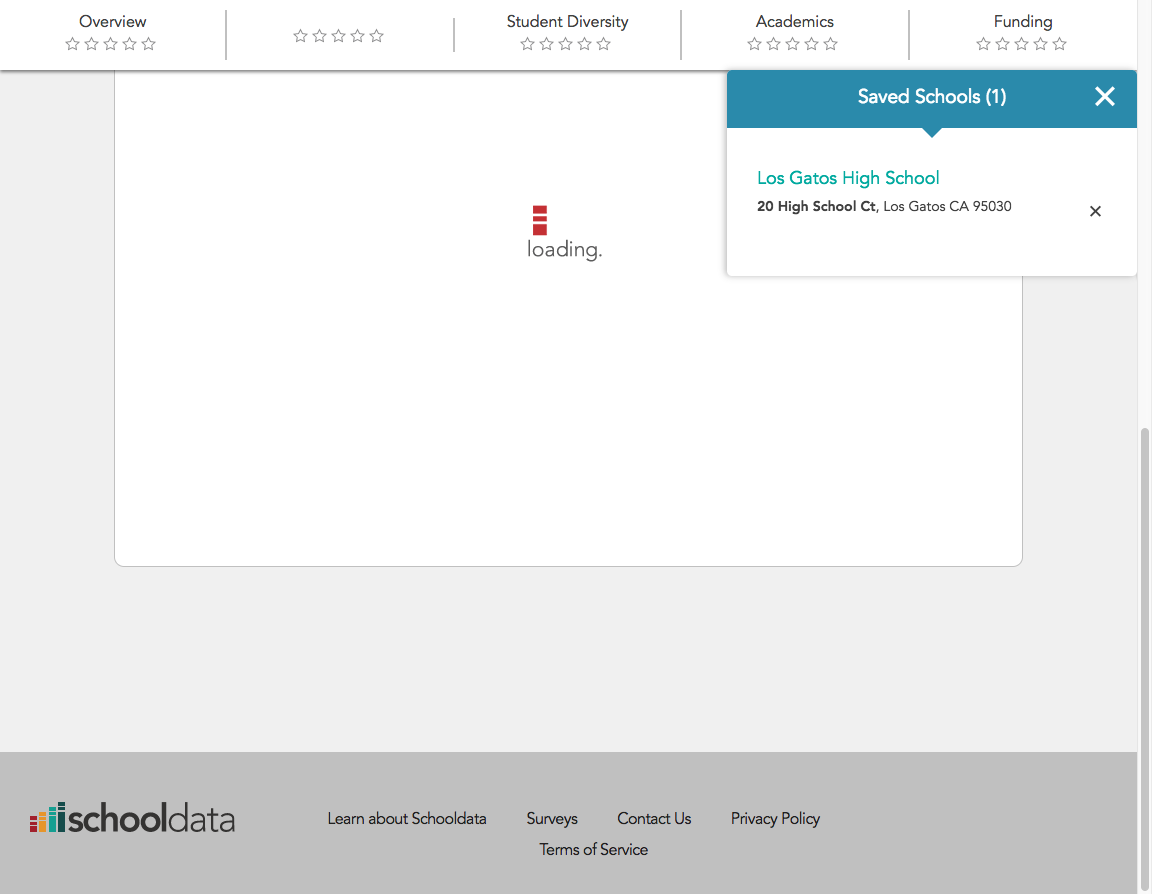 Overview
Student Diversity
Academics
Funding
Saved Schools (1)
Los Gatos High School
20 High School Ct, Los Gatos CA 95030
loading.
schooldata
Learn about Schooldata Surveys Contact Us Privacy Policy
Terms of Service